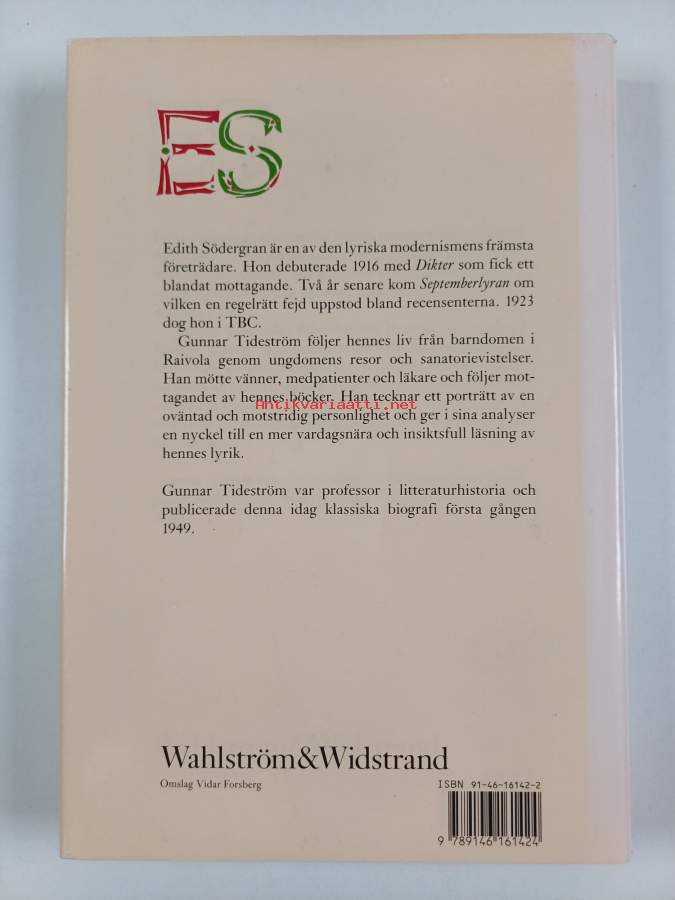 ES
Edith Södergran är en av den lyriska modernismens främsta
företrädare. Hon debuterade 1916 med Dikter som fick ett
blandat mottagande. Två år senare kom Septemberlyran om
vilken en regelrätt fejd uppstod bland recensenterna. 1923
dog hon i TBC.
Gunnar Tideström följer hennes liv från barndomen i
Raivola genom ungdomens resor och sanatorievistelser.
Han mötte vänner, medpatienter och läkare och följer mot-
tagandet av hennes böcker. Han tecknar ett porträtt av en
Antikvariaatti.net
oväntad och motstridig personlighet och ger i sina analyser
en nyckel till en mer vardagsnära och insiktsfull läsning av
hennes lyrik.
Gunnar Tideström var professor i litteraturhistoria och
publicerade denna idag klassiska biografi första gången
1949.
Wahlström&Widstrand
Omslag Vidar Forsberg
ISBN 91-46-16142-2
9 789146 161424